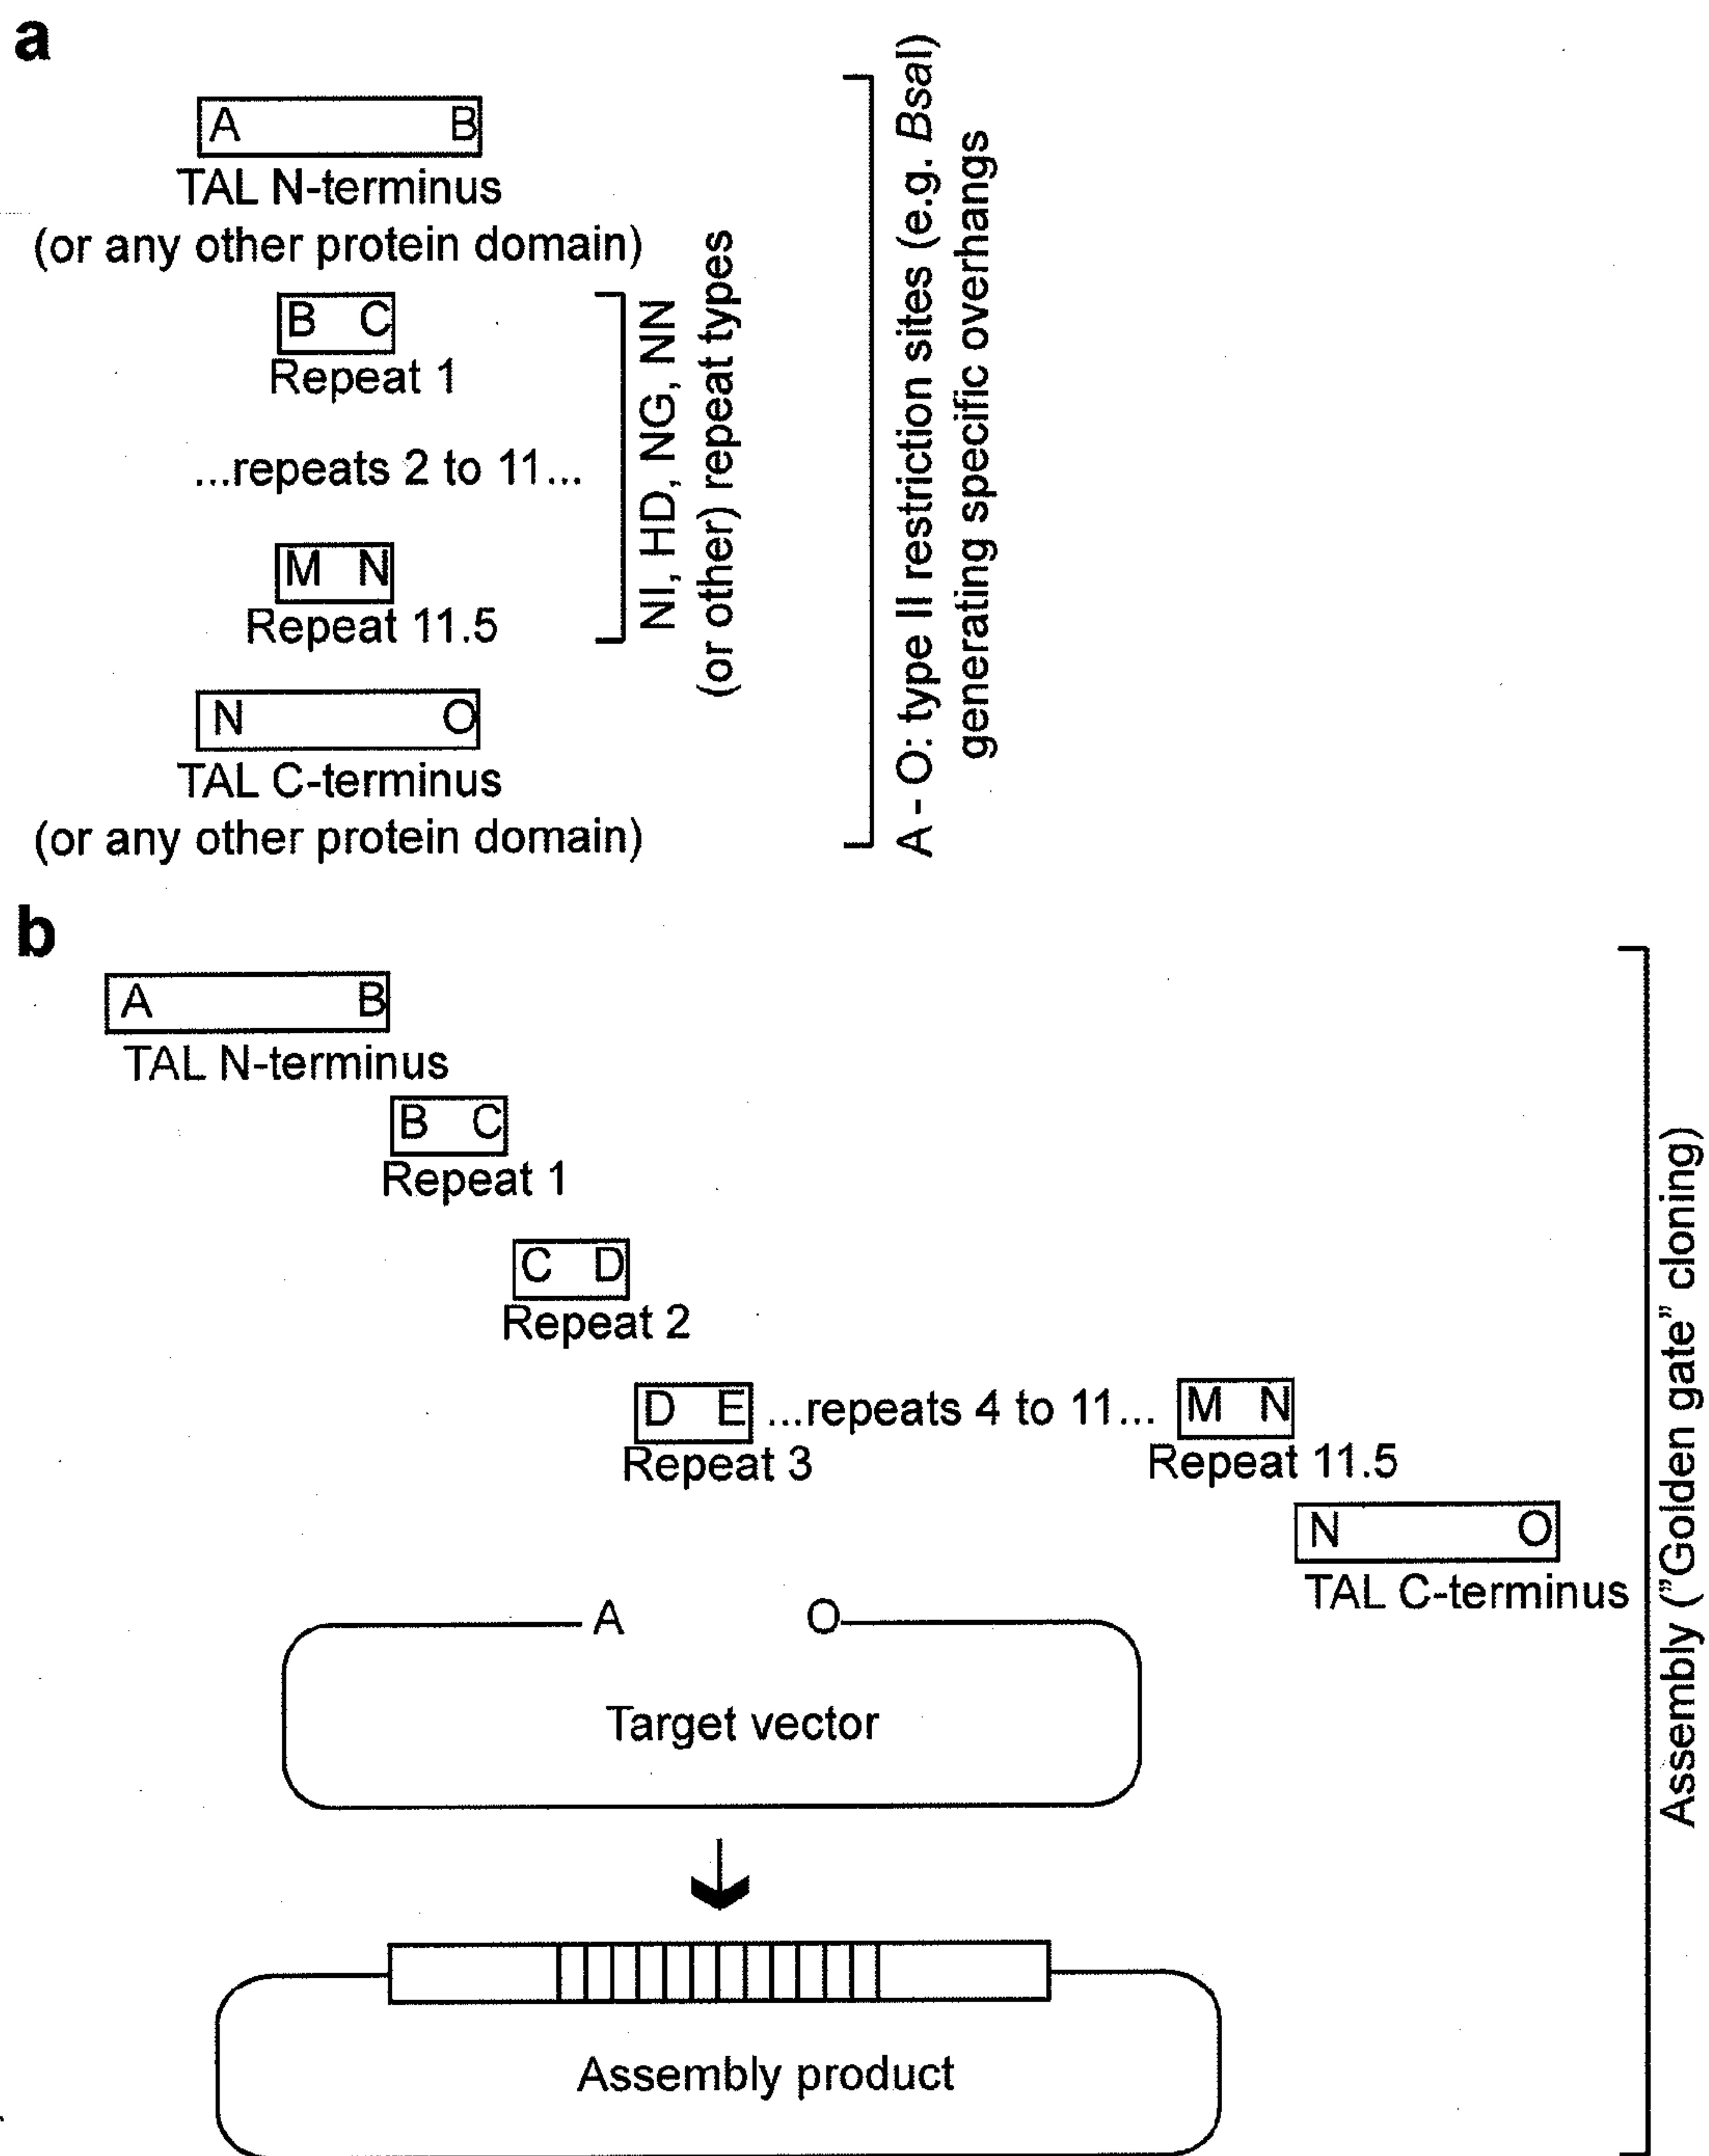 a
A B
TAL N-terminus
(or any other protein domain)
B C
Repeat 1
...repeats 2 to 11...
M N
Repeat 11.5
N O
TAL C-terminus
(or any other protein domain)
NI, HD, NG, NN
(or other) repeat types
A - O: type II restriction sites (e.g. BsaI)
generating specific overhangs
b
A B
TAL N-terminus
B C
Repeat 1
C D
Repeat 2
D E ...repeats 4 to 11... M N
Repeat 3 Repeat 11.5
N O
TAL C-terminus
A O
Target vector
Assembly product
Assembly ("Golden gate" cloning)